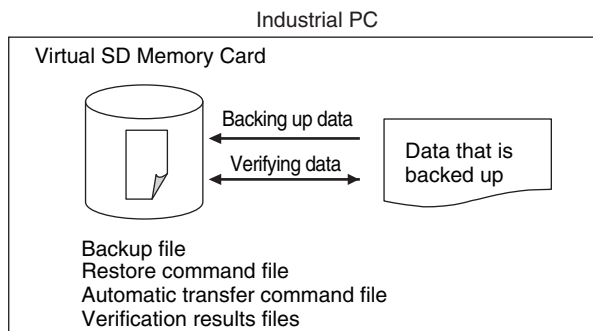 Industrial PC
Virtual SD Memory Card
Backing up data
Verifying data
Data that is
backed up
Backup file
Restore command file
Automatic transfer command file
Verification results files